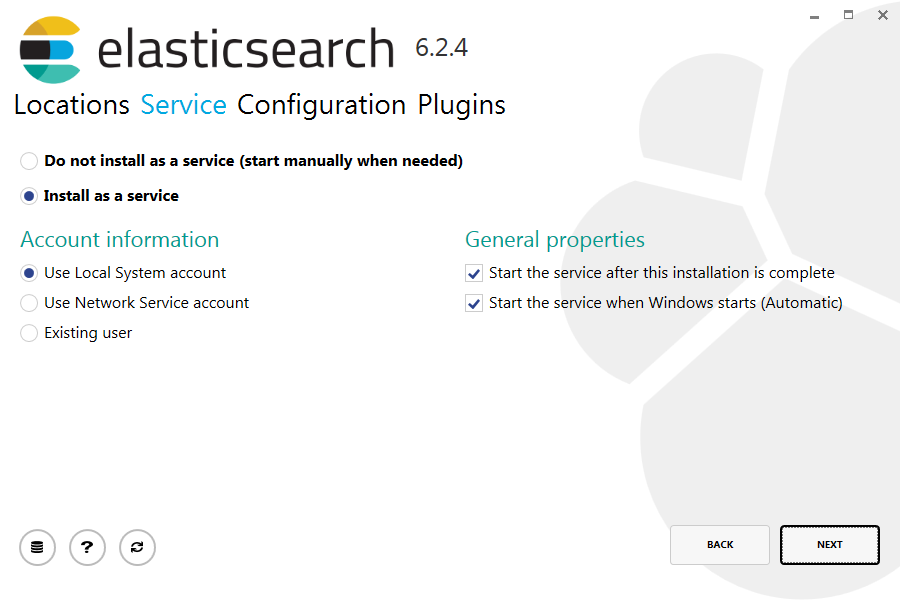 elasticsearch 6.2.4
Locations Service Configuration Plugins
Do not install as a service (start manually when needed)
Install as a service
Account information
Use Local System account
Use Network Service account
Existing user
General properties
Start the service after this installation is complete
Start the service when Windows starts (Automatic)
?
BACK
NEXT